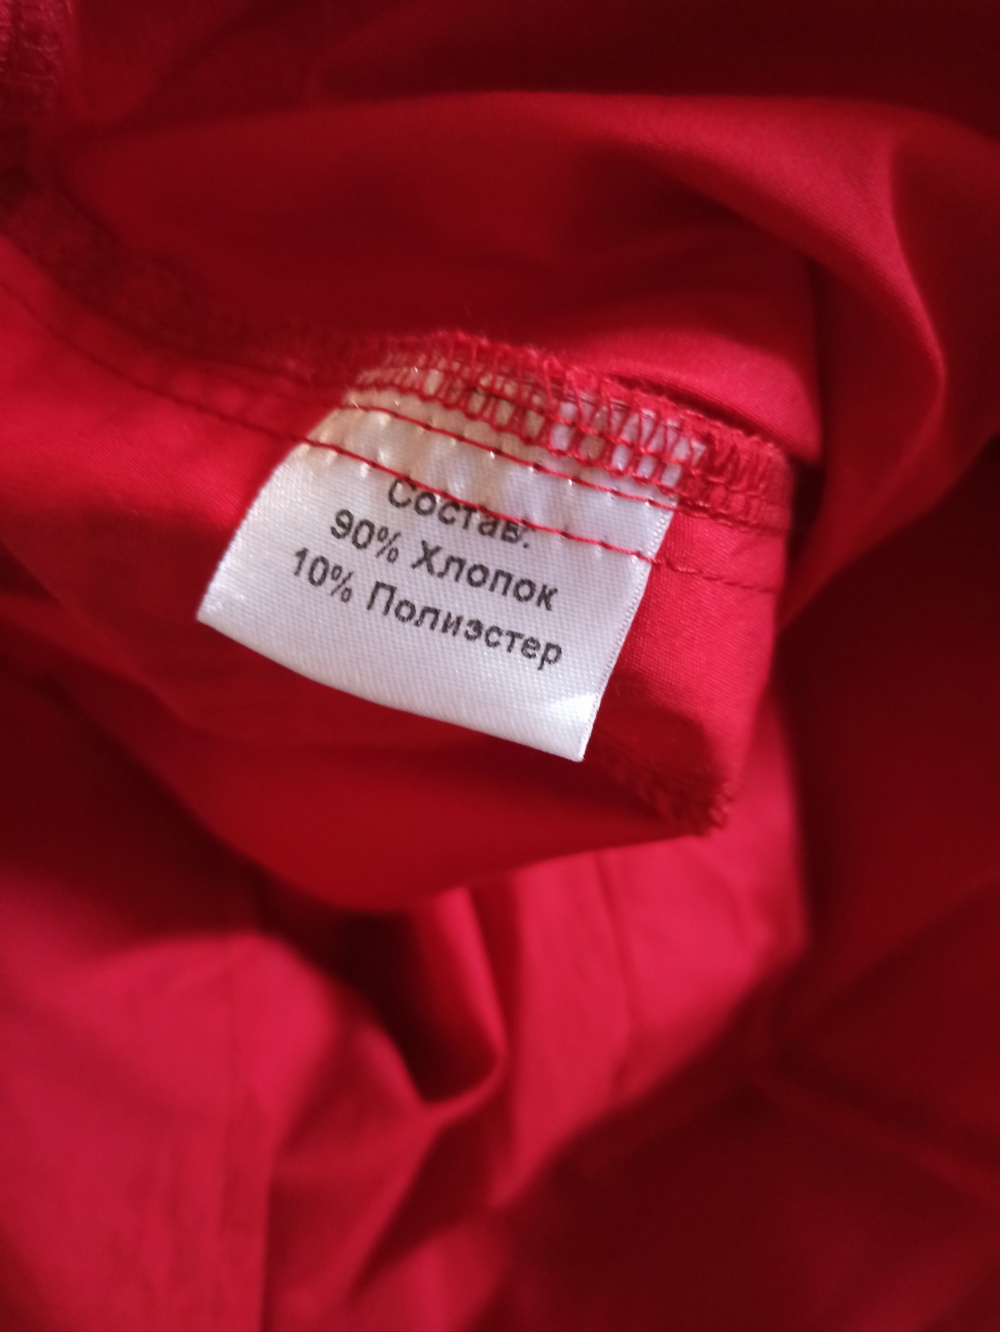 Состав:
90% Хлопок
10% Полиэстер